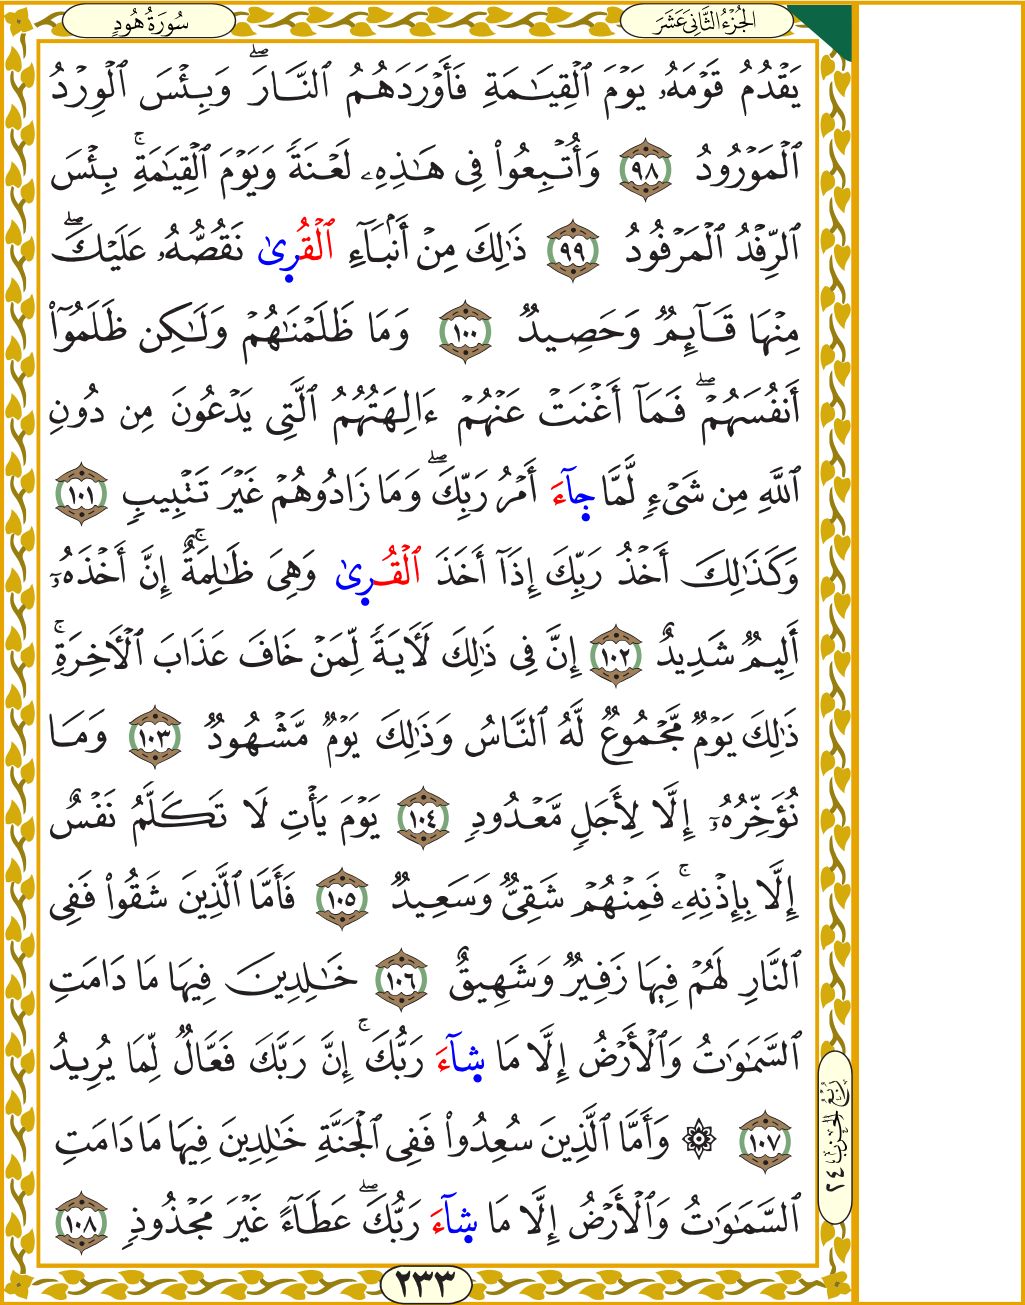 الجُزْءُ الثَّانِي عَشَرَ
سُورَةُ هُودٍ
يَقْدُمُ قَوْمَهُۥ يَوْمَ ٱلْقِيَـٰمَةِ فَأَوْرَدَهُمُ ٱلنَّارَ ۖ وَبِئْسَ ٱلْوِرْدُ
ٱلْمَوْرُودُ ٩٨ وَأُتْبِعُوا۟ فِى هَـٰذِهِۦ لَعْنَةً وَيَوْمَ ٱلْقِيَـٰمَةِ ۚ بِئْسَ
ٱلرِّفْدُ ٱلْمَرْفُودُ ٩٩ ذَٰلِكَ مِنْ أَنۢبَآءِ ٱلْقُرِىٰ نَقُصُّهُۥ عَلَيْكَ ۖ
مِنْهَا قَآئِمٌ وَحَصِيدٌ ١٠٠ وَمَا ظَلَمْنَـٰهُمْ وَلَـٰكِن ظَلَمُوٓا۟
أَنفُسَهُمْ ۖ فَمَآ أَغْنَتْ عَنْهُمْ ءَالِهَتُهُمُ ٱلَّتِى يَدْعُونَ مِن دُونِ
ٱللَّهِ مِن شَىْءٍ لَّمَّا جِآءَ أَمْرُ رَبِّكَ ۖ وَمَا زَادُوهُمْ غَيْرَ تَتْبِيبٍ ١٠١
وَكَذَٰلِكَ أَخْذُ رَبِّكَ إِذَآ أَخَذَ ٱلْقُرِىٰ وَهِىَ ظَـٰلِمَةٌ ۚ إِنَّ أَخْذَهُۥٓ
أَلِيمٌ شَدِيدٌ ١٠٢ إِنَّ فِى ذَٰلِكَ لَـَٔايَةً لِّمَنْ خَافَ عَذَابَ ٱلْـَٔاخِرَةِ ۚ
ذَٰلِكَ يَوْمٌ مَّجْمُوعٌ لَّهُ ٱلنَّاسُ وَذَٰلِكَ يَوْمٌ مَّشْهُودٌ ١٠٣ وَمَا
نُؤَخِّرُهُۥٓ إِلَّا لِأَجَلٍ مَّعْدُودٍ ١٠٤ يَوْمَ يَأْتِ لَا تَكَلَّمُ نَفْسٌ
إِلَّا بِإِذْنِهِۦ ۚ فَمِنْهُمْ شَقِىٌّ وَسَعِيدٌ ١٠٥ فَأَمَّا ٱلَّذِينَ شَقُوا۟ فَفِى
ٱلنَّارِ لَهُمْ فِيهَا زَفِيرٌ وَشَهِيقٌ ١٠٦ خَـٰلِدِينَ فِيهَا مَا دَامَتِ
ٱلسَّمَـٰوَٰتُ وَٱلْأَرْضُ إِلَّا مَا شِآءَ رَبُّكَ ۚ إِنَّ رَبَّكَ فَعَّالٌ لِّمَا يُرِيدُ
١٠٧ ۞ وَأَمَّا ٱلَّذِينَ سُعِدُوا۟ فَفِى ٱلْجَنَّةِ خَـٰلِدِينَ فِيهَا مَا دَامَتِ
ٱلسَّمَـٰوَٰتُ وَٱلْأَرْضُ إِلَّا مَا شِآءَ رَبُّكَ ۖ عَطَآءً غَيْرَ مَجْذُوذٍ ١٠٨
رُبْعُ الحِزْبِ ٢٤
٢٣٣